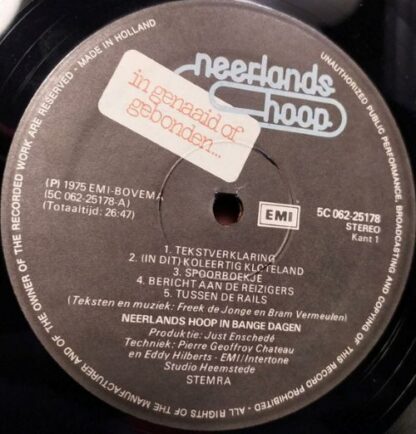 ALL RIGHTS OF THE MANUFACTURER AND OF THE OWNER OF THE RECORDED WORK ARE RESERVED - MADE IN HOLLAND
UNAUTHORIZED PUBLIC PERFORMANCE, BROADCASTING AND COPYING OF THIS RECORD PROHIBITED -
neerlands
hoop
in genaaid of
gebonden...
(P) 1975 EMI-BOVEMA
(5C 062-25178-A)
(Totaaltijd: 26:47)
EMI
5C 062-25178
STEREO
Kant 1
1. TEKSTVERKLARING
2. (IN DIT) KOLEERTIG KLOTELAND
3. SPOORBOEKJE
4. BERICHT AAN DE REIZIGERS
5. TUSSEN DE RAILS
(Teksten en muziek: Freek de Jonge en Bram Vermeulen)
NEERLANDS HOOP IN BANGE DAGEN
Produktie: Just Enschedé
Techniek: Pierre Geoffroy Chateau
en Eddy Hilberts - EMI/Intertone
Studio Heemstede
STEMRA